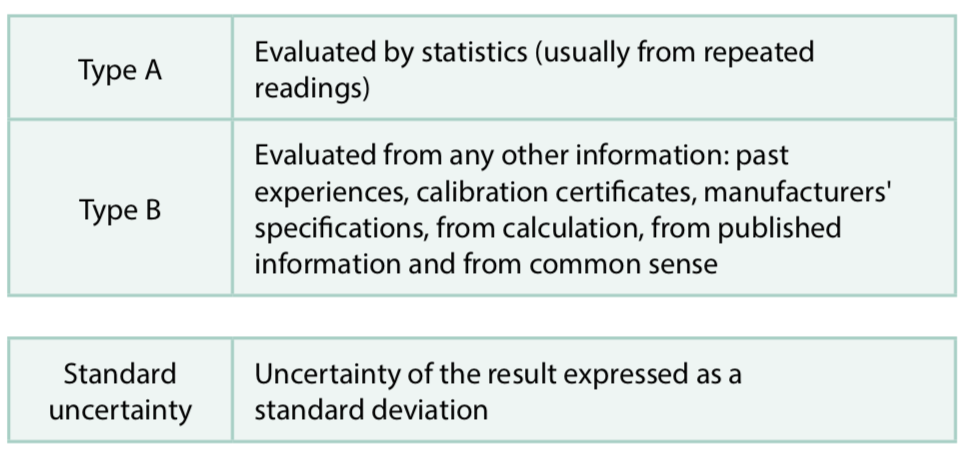 Type A
Evaluated by statistics (usually from repeated
readings)
Type B
Evaluated from any other information: past
experiences, calibration certificates, manufacturers'
specifications, from calculation, from published
information and from common sense
Standard
uncertainty
Uncertainty of the result expressed as a
standard deviation